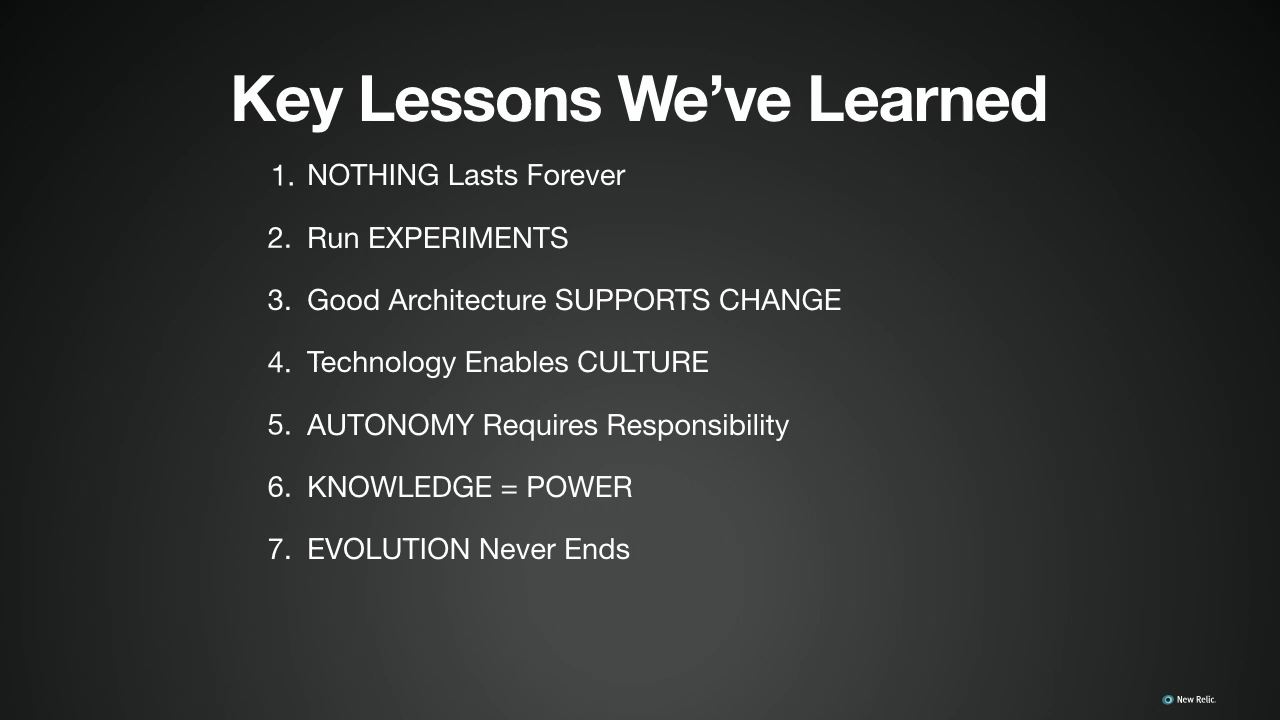 Key Lessons We’ve Learned
1. NOTHING Lasts Forever
2. Run EXPERIMENTS
3. Good Architecture SUPPORTS CHANGE
4. Technology Enables CULTURE
5. AUTONOMY Requires Responsibility
6. KNOWLEDGE = POWER
7. EVOLUTION Never Ends
New Relic.